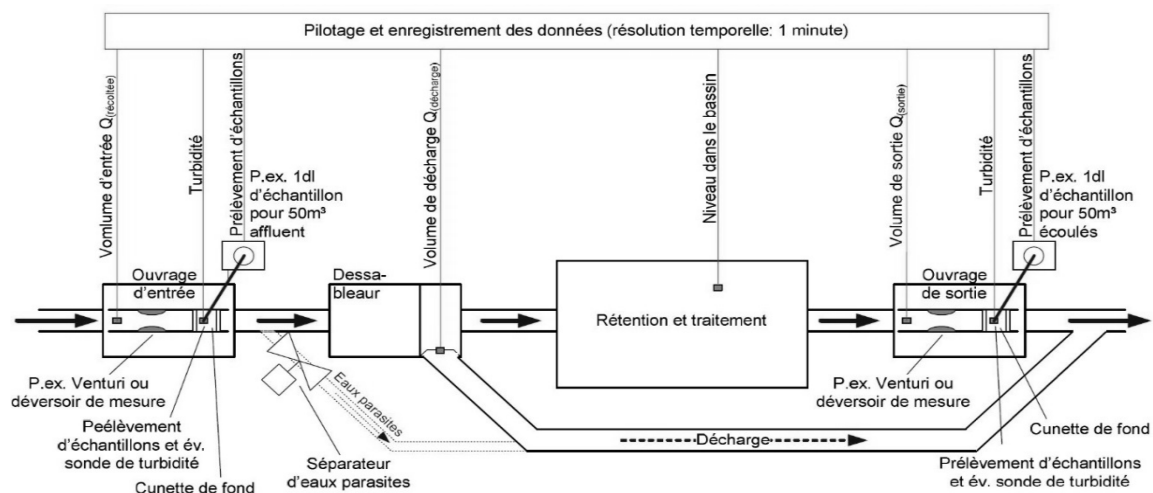 Pilotage et enregistrement des données (résolution temporelle: 1 minute)
Vomlume d'entrée Q(récoltée)
Turbidité
Prélèvement d'échantillons
Volume de décharge Q(décharge)
Niveau dans le bassin
Volume de sortie Q(sortie)
Turbidité
Prélèvement d'échantillons
P.ex. 1dl
d'échantillon
pour 50m³
affluent
P.ex. 1dl
d'échantillon
pour 50m³
écoulés
Ouvrage
d'entrée
Dessa-
bleaur
Rétention et traitement
Ouvrage
de sortie
P.ex. Venturi ou
déversoir de mesure
Peélèvement
d'échantillons et év.
sonde de turbidité
Cunette de fond
Eaux parasites
Séparateur
d'eaux parasites
Décharge
P.ex. Venturi ou
déversoir de mesure
Cunette de fond
Prélèvement d'échantillons
et év. sonde de turbidité